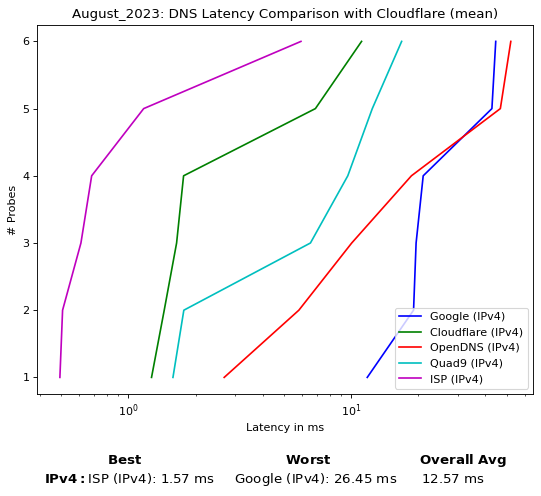 August_2023: DNS Latency Comparison with Cloudflare (mean)
6
5
4
3
2
1
# Probes
10⁰
10¹
Latency in ms
Google (IPv4)
Cloudflare (IPv4)
OpenDNS (IPv4)
Quad9 (IPv4)
ISP (IPv4)
Best Worst Overall Avg
IPv4: ISP (IPv4): 1.57 ms Google (IPv4): 26.45 ms 12.57 ms